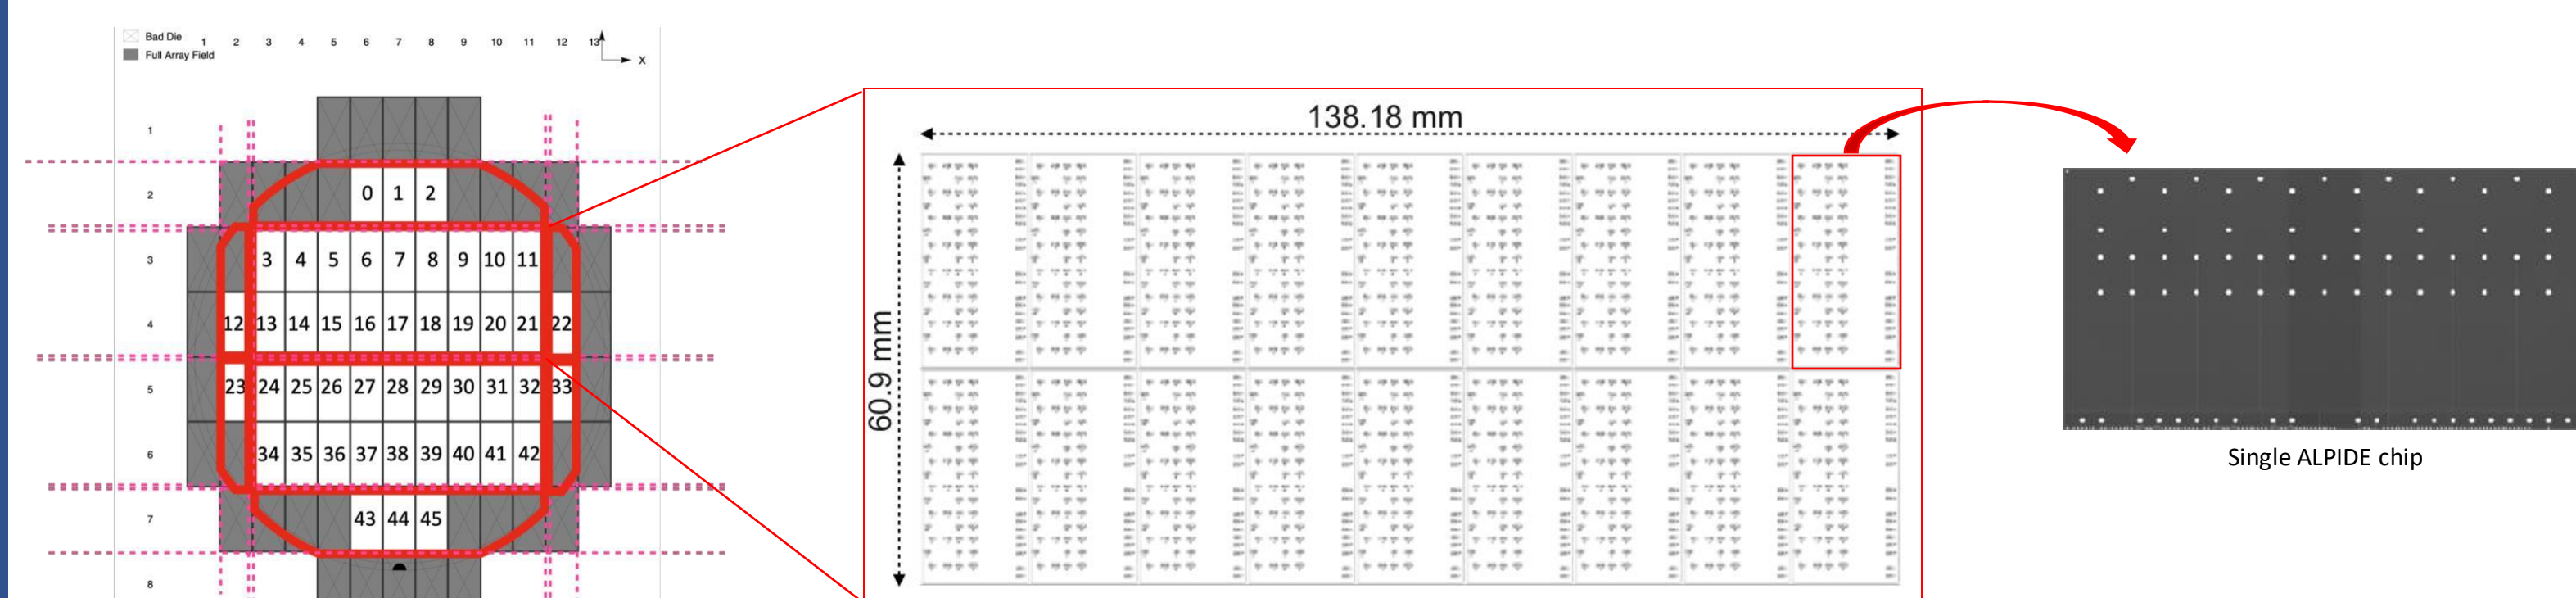 Bad Die
Full Array Field
1 2 3 4 5 6 7 8 9 10 11 12 13
X
1
2 0 1 2
3 3 4 5 6 7 8 9 10 11
4 12 13 14 15 16 17 18 19 20 21 22
5 23 24 25 26 27 28 29 30 31 32 33
6 34 35 36 37 38 39 40 41 42
7 43 44 45
8
138.18 mm
60.9 mm
Single ALPIDE chip